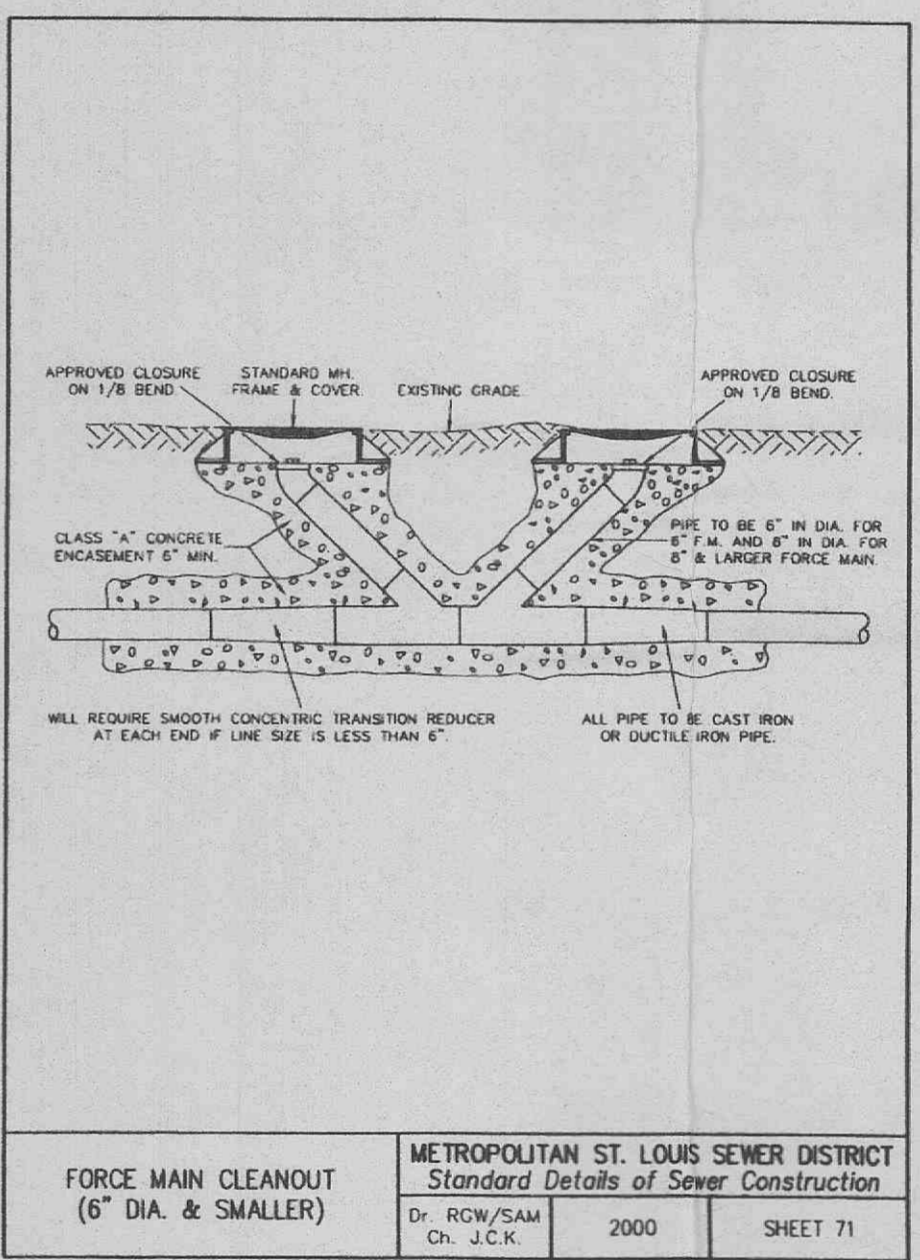 APPROVED CLOSURE
ON 1/8 BEND
STANDARD MH.
FRAME & COVER.
EXISTING GRADE
APPROVED CLOSURE
ON 1/8 BEND.
CLASS "A" CONCRETE
ENCASEMENT 6" MIN.
PIPE TO BE 6" IN DIA. FOR
6" F.M. AND 8" IN DIA. FOR
8" & LARGER FORCE MAIN.
WILL REQUIRE SMOOTH CONCENTRIC TRANSITION REDUCER
AT EACH END IF LINE SIZE IS LESS THAN 6".
ALL PIPE TO BE CAST IRON
OR DUCTILE IRON PIPE.
FORCE MAIN CLEANOUT
(6" DIA. & SMALLER)
METROPOLITAN ST. LOUIS SEWER DISTRICT
Standard Details of Sewer Construction
Dr. RGW/SAM
Ch. J.C.K.
2000
SHEET 71